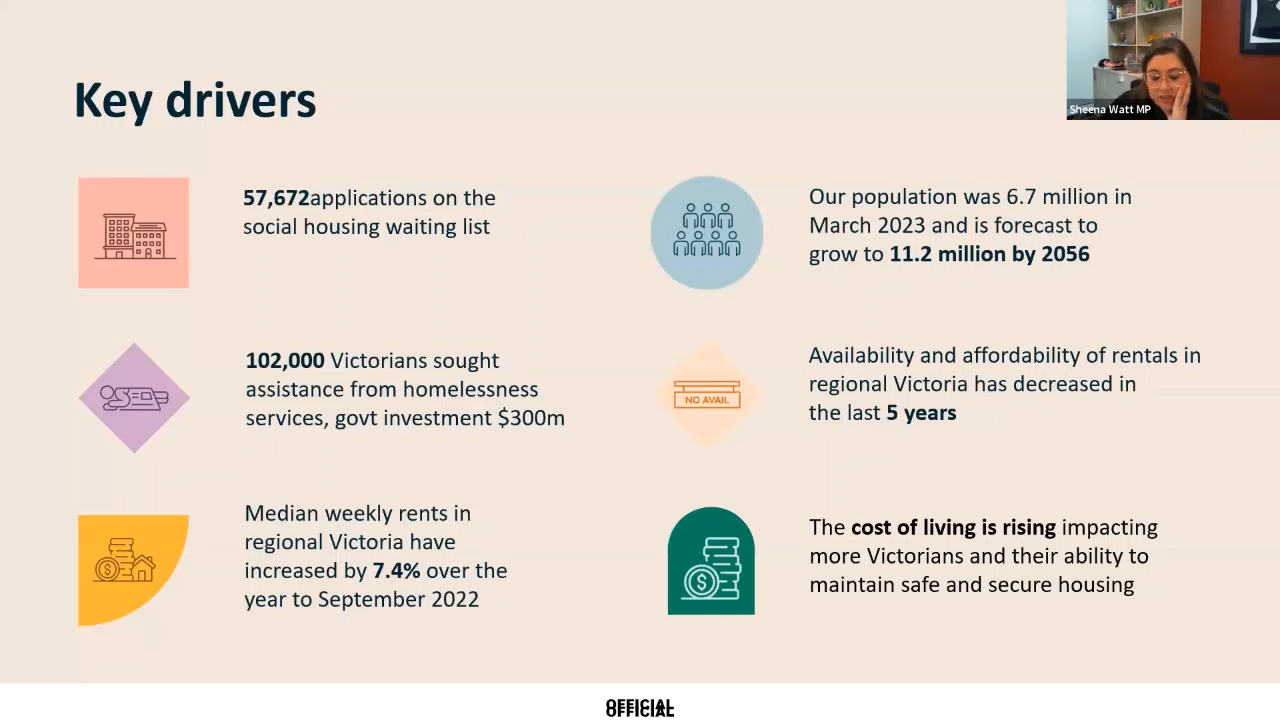 Key drivers
Sheena Watt MP
57,672applications on the
social housing waiting list
Our population was 6.7 million in
March 2023 and is forecast to
grow to 11.2 million by 2056
102,000 Victorians sought
assistance from homelessness
services, govt investment $300m
NO AVAIL
Availability and affordability of rentals in
regional Victoria has decreased in
the last 5 years
Median weekly rents in
regional Victoria have
increased by 7.4% over the
year to September 2022
$
$
The cost of living is rising impacting
more Victorians and their ability to
maintain safe and secure housing
OFFICIAL
OFFICIAL